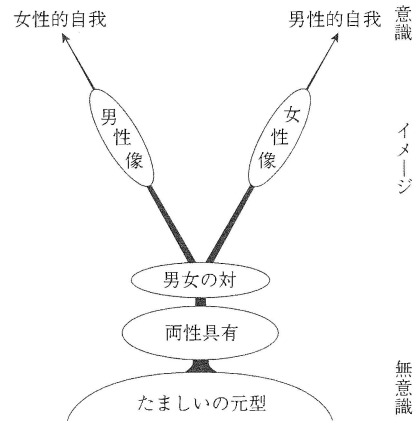 女性的自我
男性的自我
意識
男性像
女性像
イメージ
男女の対
両性具有
たましいの元型
無意識